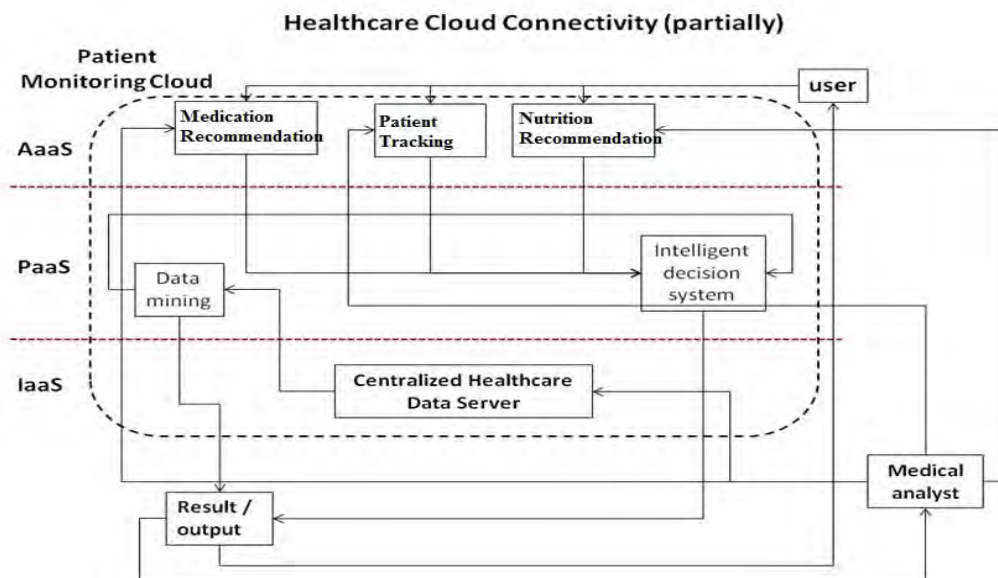 Healthcare Cloud Connectivity (partially)
Patient
Monitoring Cloud
user
Medication
Recommendation
Patient
Tracking
Nutrition
Recommendation
AaaS
PaaS
Data
mining
Intelligent
decision
system
IaaS
Centralized Healthcare
Data Server
Medical
analyst
Result /
output